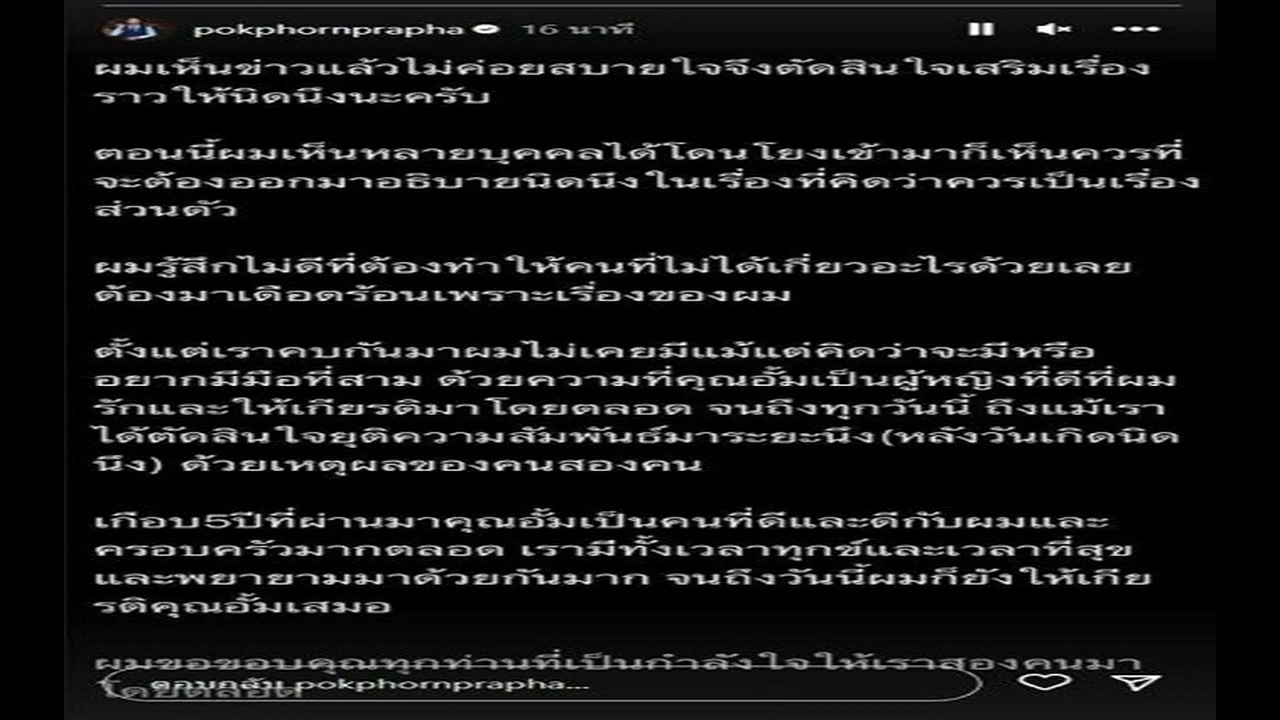 pokphornprapha 16 นาที
ผมเห็นข่าวแล้วไม่ค่อยสบายใจจึงตัดสินใจเสริมเรื่อง
ราวให้นิดนึงนะครับ
ตอนนี้ผมเห็นหลายบุคคลได้โดนโยงเข้ามาก็เห็นควรที่
จะต้องออกมาอธิบายนิดนึงในเรื่องที่คิดว่าควรเป็นเรื่อง
ส่วนตัว
ผมรู้สึกไม่ดีที่ต้องทำให้คนที่ไม่ได้เกี่ยวอะไรด้วยเลย
ต้องมาเดือดร้อนเพราะเรื่องของผม
ตั้งแต่เราคบกันมาผมไม่เคยมีแม้แต่คิดว่าจะมีหรือ
อยากมีมือที่สาม ด้วยความที่คุณอั้มเป็นผู้หญิงที่ดีที่ผม
รักและให้เกียรติมาโดยตลอด จนถึงทุกวันนี้ ถึงแม้เรา
ได้ตัดสินใจยุติความสัมพันธ์มาระยะนึง(หลังวันเกิดนิด
นึง) ด้วยเหตุผลของคนสองคน
เกือบ5ปีที่ผ่านมาคุณอั้มเป็นคนที่ดีและดีกับผมและ
ครอบครัวมากตลอด เรามีทั้งเวลาทุกข์และเวลาที่สุข
และพยายามมาด้วยกันมาก จนถึงวันนี้ผมก็ยังให้เกีย
รติคุณอั้มเสมอ
ผมขอขอบคุณทุกท่านที่เป็นกำลังใจให้เราสองคนมา
โดยตลอด
ตอบกลับ pokphornprapha...